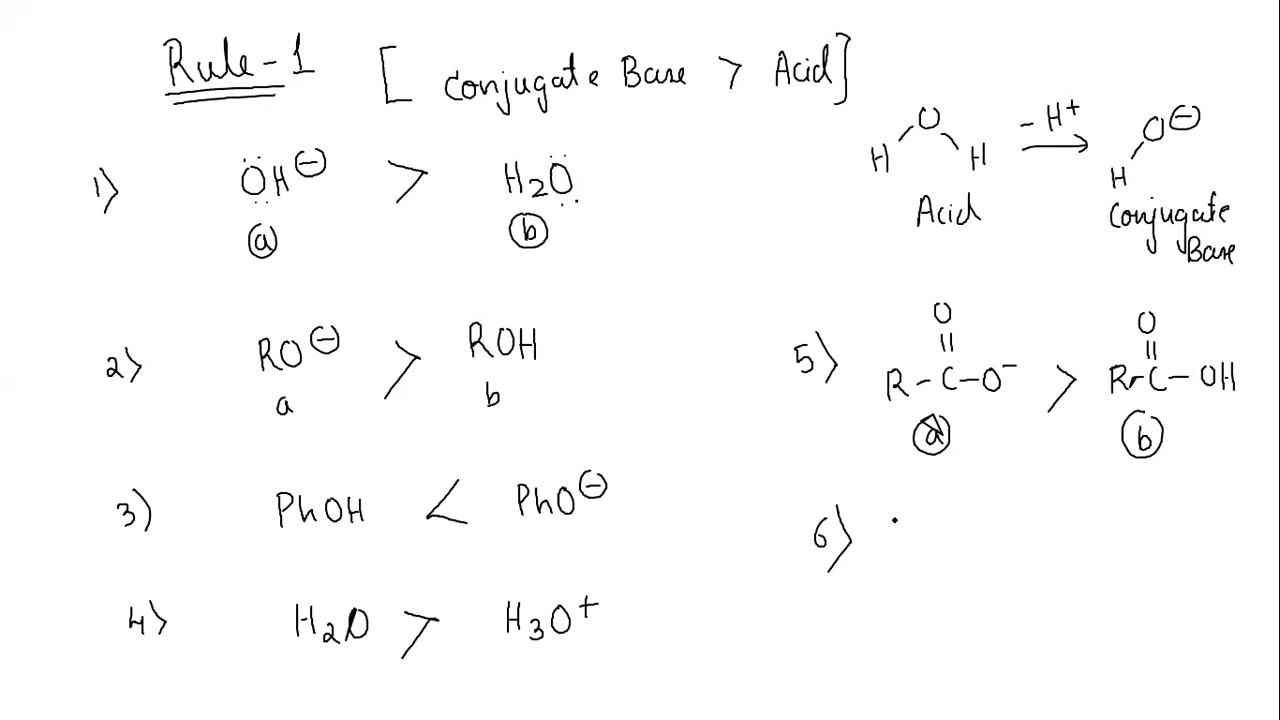 Rule-1 [ Conjugate Base > Acid ]
1) OH⊖ > H2O
ⓐ ⓑ
H O H - H+ → H O⊖
Acid Conjugate Base
2) RO⊖ > ROH
a b
3) PhOH < PhO⊖
4) H2O > H3O+
5) R - C - O- > R - C - OH
O O
ⓐ ⓑ
6)